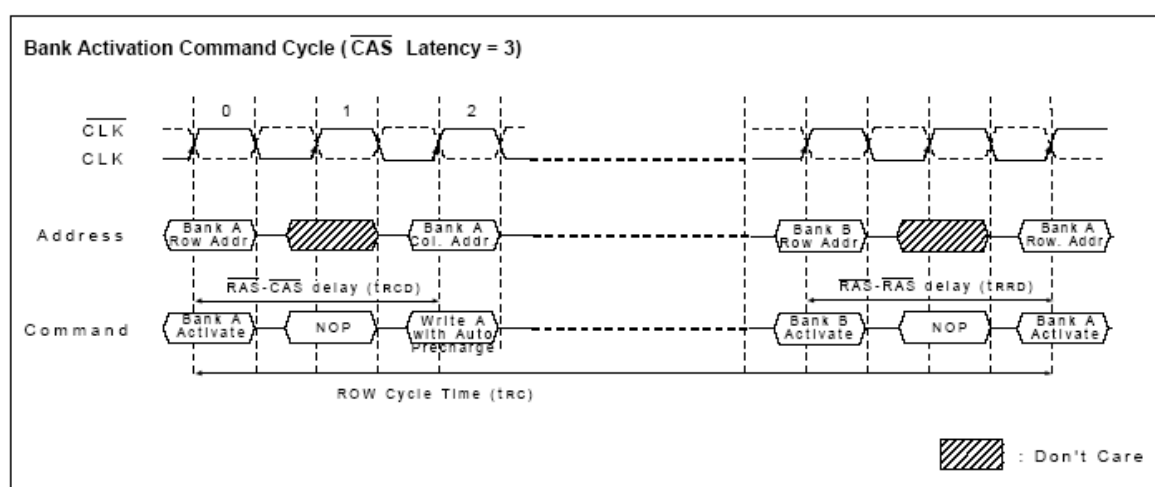 Bank Activation Command Cycle ( CAS Latency = 3)
0 1 2
CLK
CLK
Address
Bank A
Row Addr
Bank A
Col. Addr.
Bank B
Row Addr
Bank A
Row. Addr
RAS-CAS delay (tRCD)
RAS-RAS delay (tRRD)
Command
Bank A
Activate
NOP
Write A
with Auto
Precharge
Bank B
Activate
NOP
Bank A
Activate
ROW Cycle Time (tRC)
: Don't Care